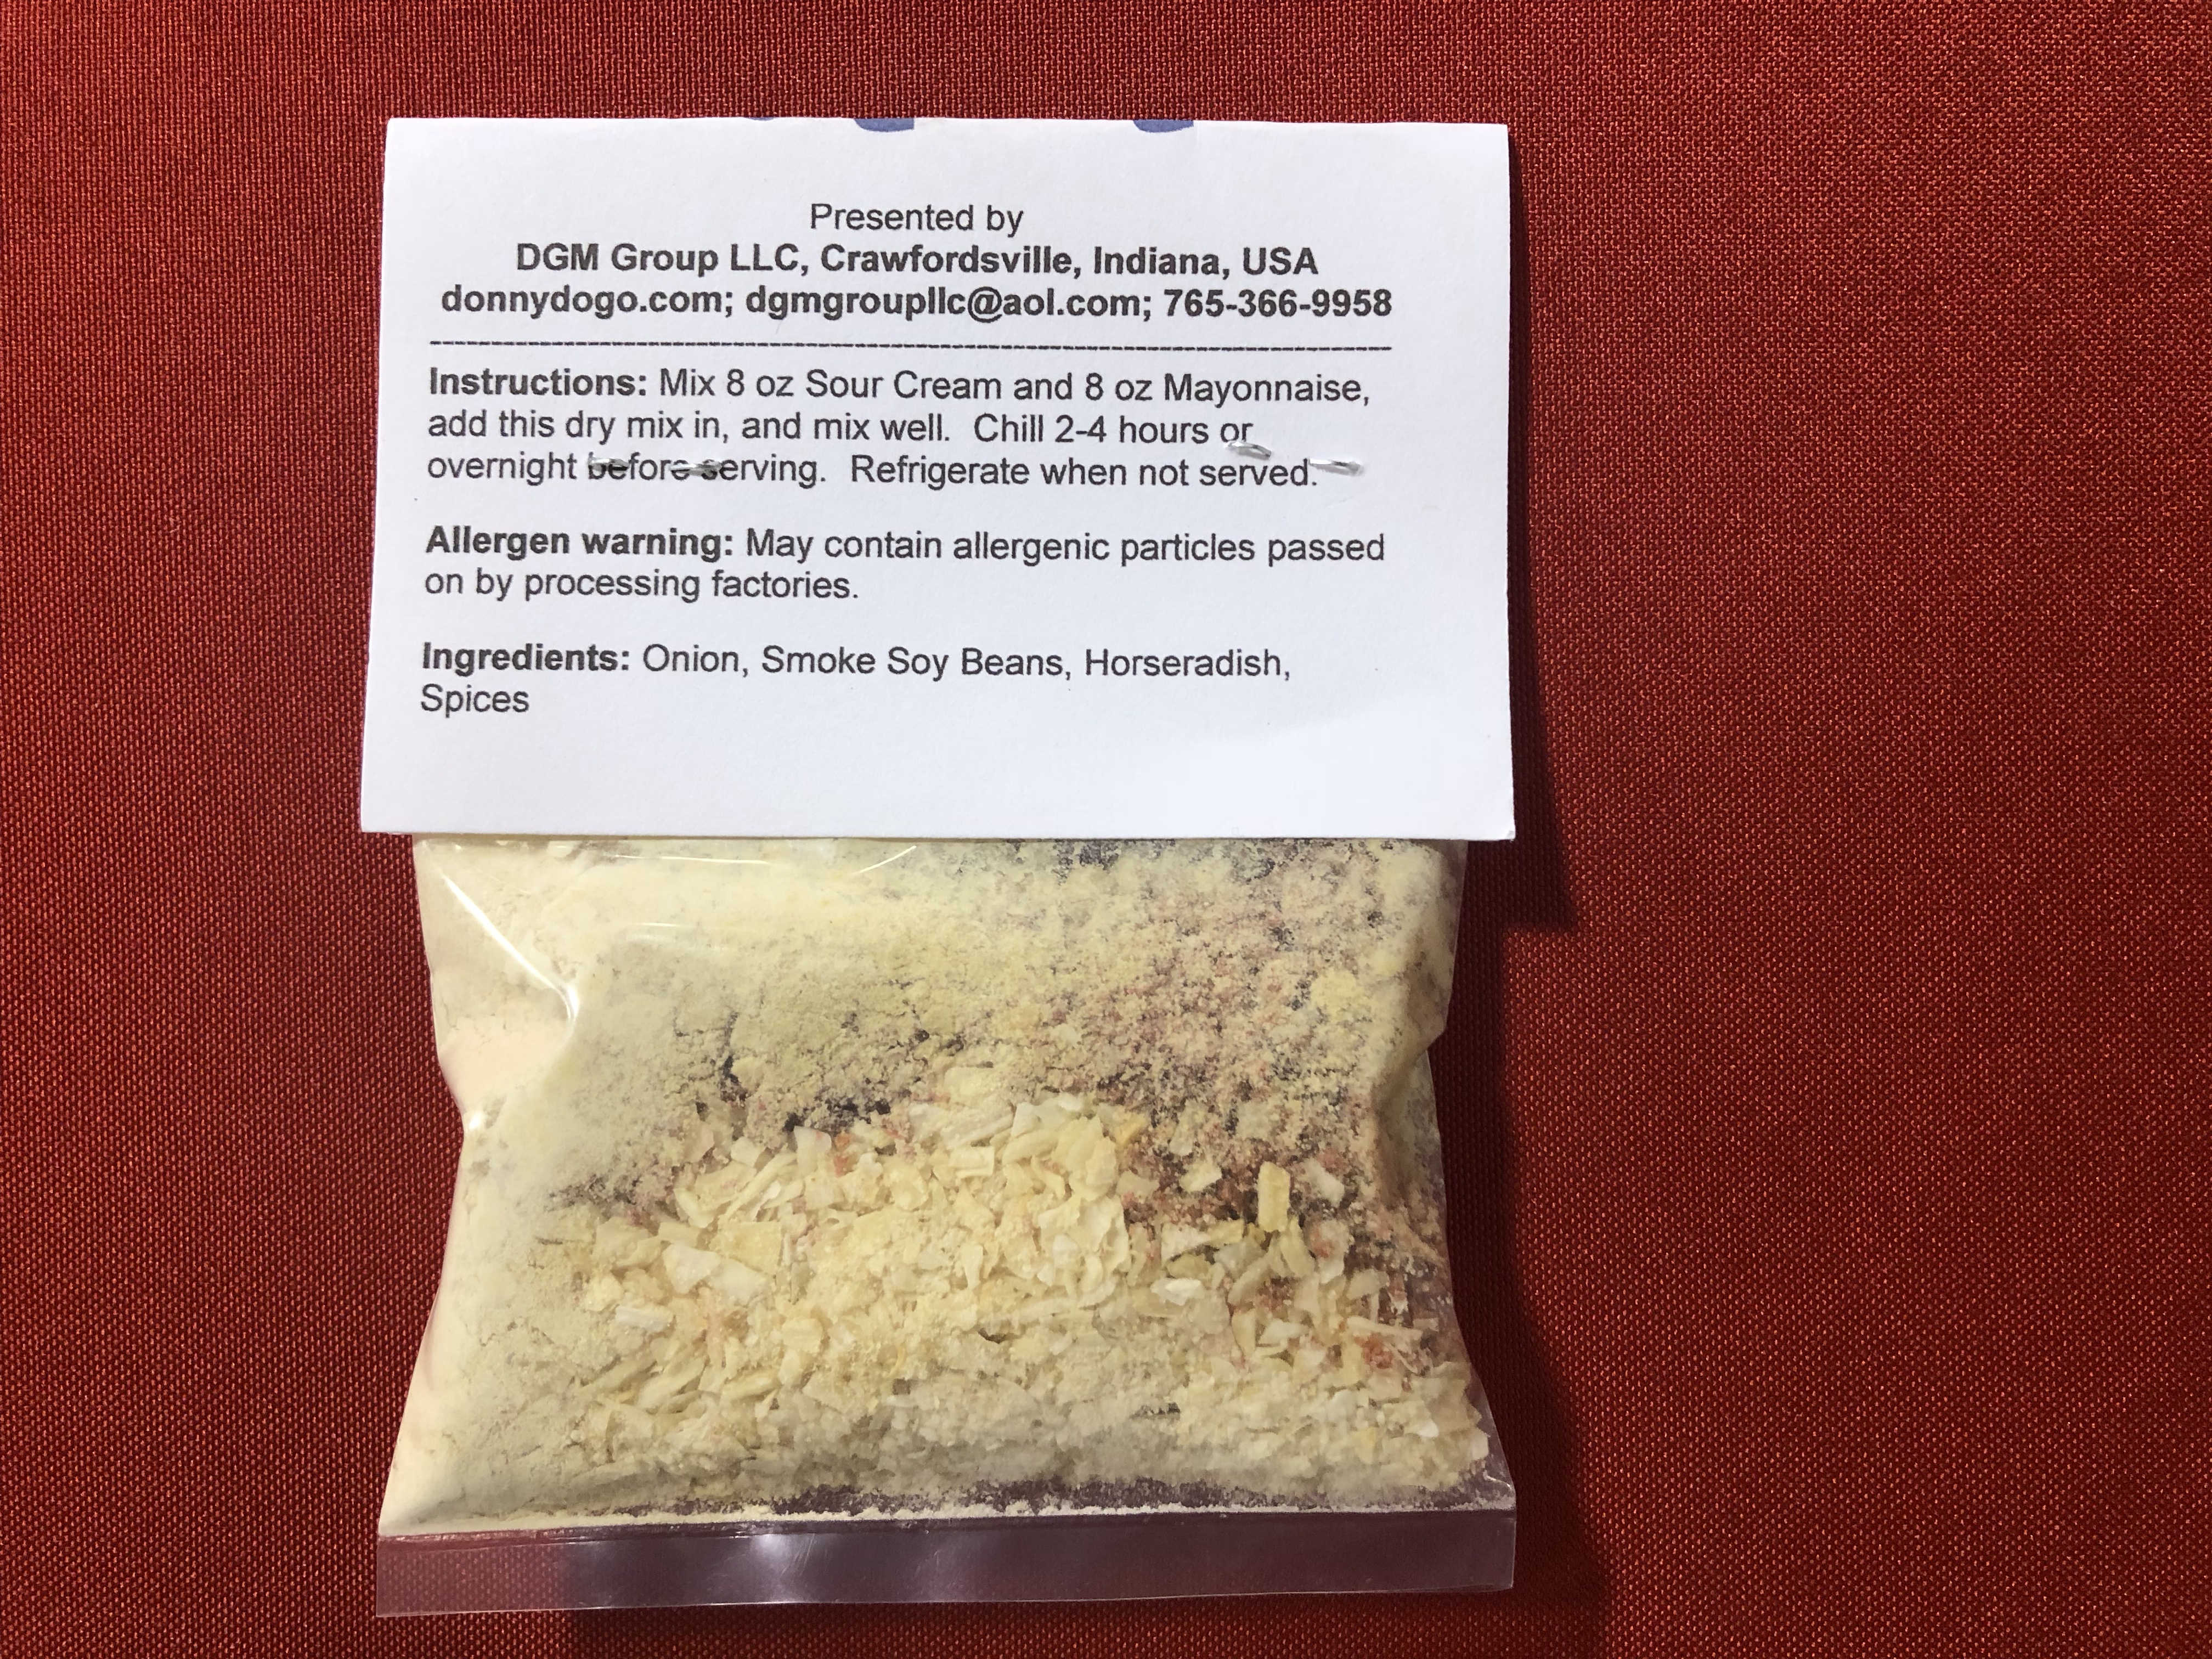 Presented by
DGM Group LLC, Crawfordsville, Indiana, USA
donnydogo.com; dgmgroupllc@aol.com; 765-366-9958
--------------------------------------------------------------------------------
Instructions: Mix 8 oz Sour Cream and 8 oz Mayonnaise,
add this dry mix in, and mix well.  Chill 2-4 hours or
overnight before serving.  Refrigerate when not served.
Allergen warning: May contain allergenic particles passed
on by processing factories.
Ingredients: Onion, Smoke Soy Beans, Horseradish,
Spices